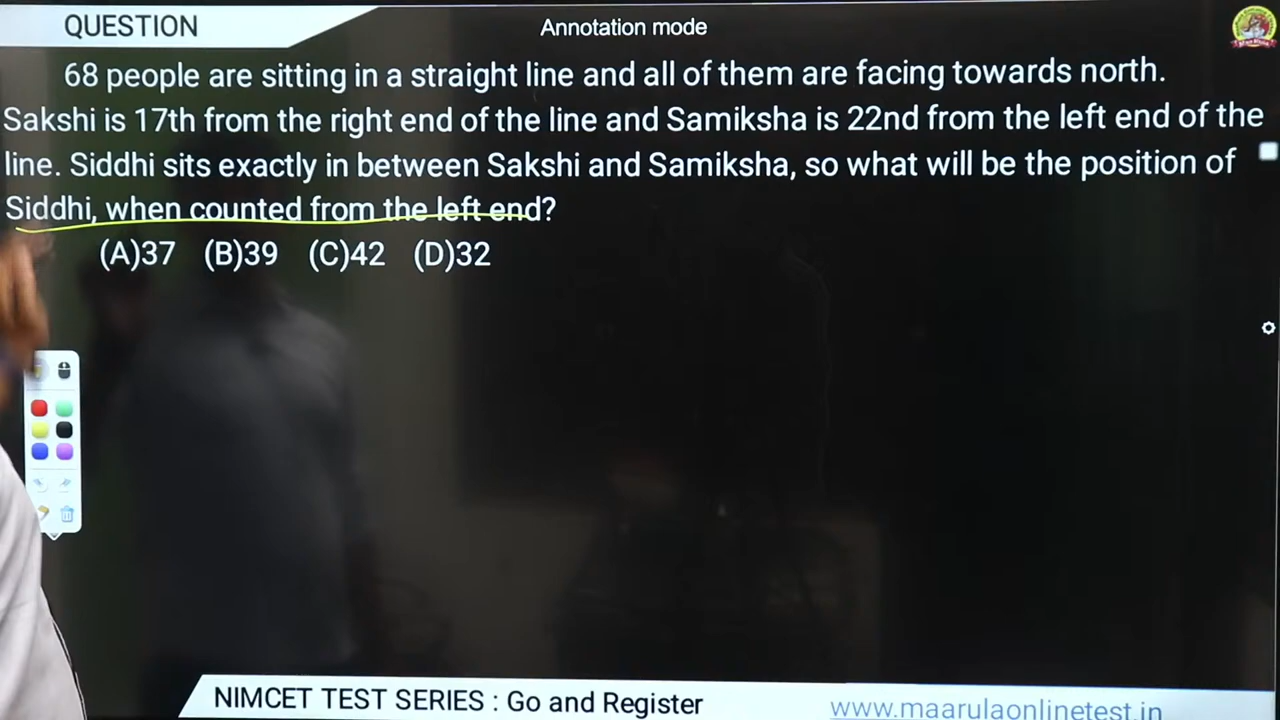 QUESTION
Annotation mode
68 people are sitting in a straight line and all of them are facing towards north.
Sakshi is 17th from the right end of the line and Samiksha is 22nd from the left end of the
line. Siddhi sits exactly in between Sakshi and Samiksha, so what will be the position of
Siddhi, when counted from the left end?
(A)37 (B)39 (C)42 (D)32
NIMCET TEST SERIES : Go and Register
www.maarulaonlinetest.in